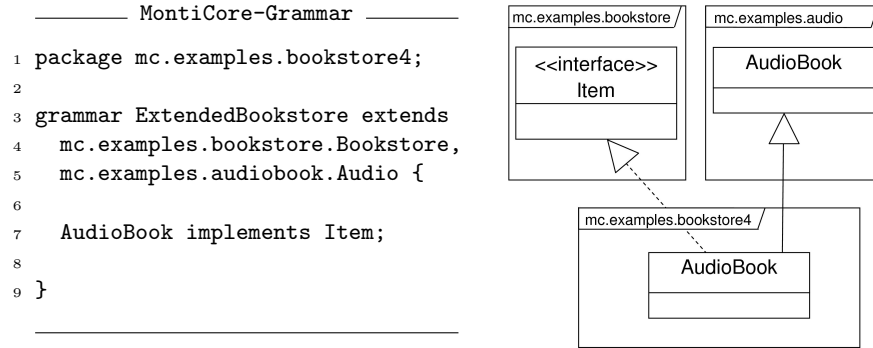 MontiCore-Grammar
1 package mc.examples.bookstore4;
2
3 grammar ExtendedBookstore extends
4 mc.examples.bookstore.Bookstore,
5 mc.examples.audiobook.Audio {
6
7 AudioBook implements Item;
8
9 }
mc.examples.bookstore
<<interface>>
Item
mc.examples.audio
AudioBook
mc.examples.bookstore4
AudioBook